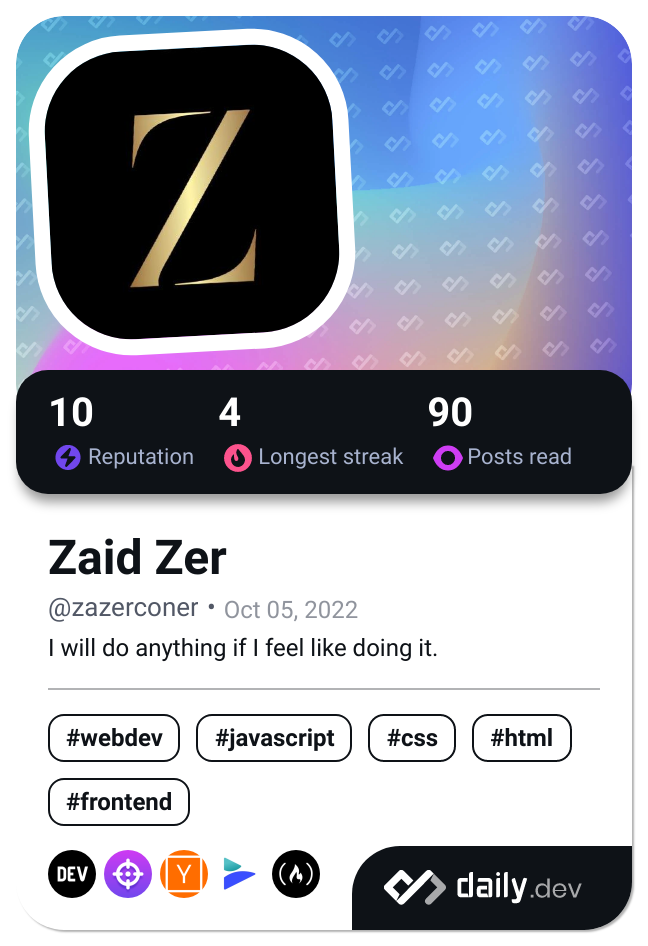 Z
10 4 90
Reputation Longest streak Posts read
Zaid Zer
@zazerconer • Oct 05, 2022
I will do anything if I feel like doing it.
#webdev #javascript #css #html
#frontend
DEV Y daily.dev